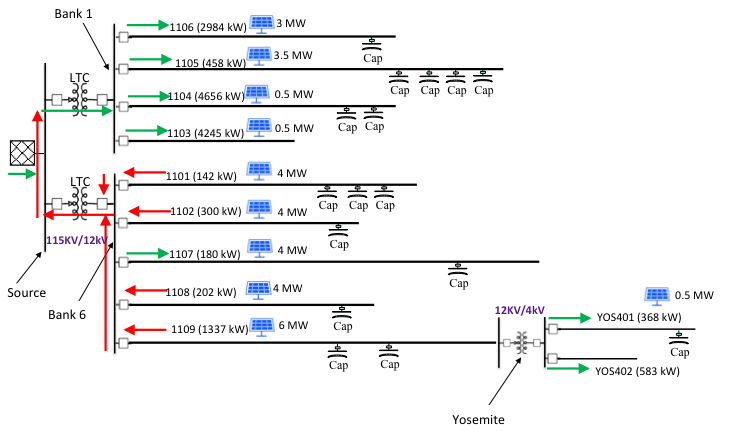 Bank 1
1106 (2984 kW)
3 MW
Cap
1105 (458 kW)
3.5 MW
Cap Cap Cap Cap
LTC
1104 (4656 kW)
0.5 MW
Cap Cap
1103 (4245 kW)
0.5 MW
LTC
1101 (142 kW)
4 MW
Cap Cap Cap
1102 (300 kW)
4 MW
Cap
115KV/12kV
1107 (180 kW)
4 MW
Cap
Source
Bank 6
1108 (202 kW)
4 MW
Cap
1109 (1337 kW)
6 MW
Cap Cap
12KV/4kV
0.5 MW
YOS401 (368 kW)
Cap
YOS402 (583 kW)
Yosemite